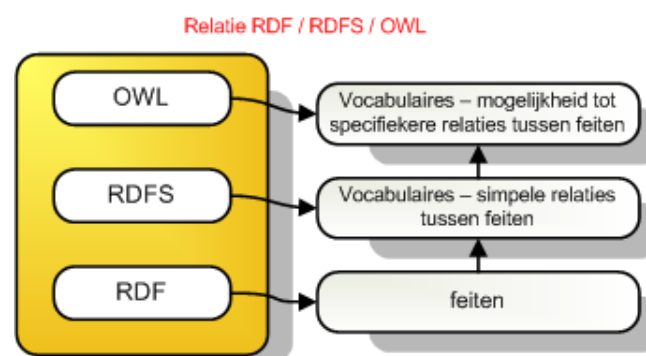 Relatie RDF / RDFS / OWL
OWL
Vocabulaires – mogelijkheid tot
specifiekere relaties tussen feiten
RDFS
Vocabulaires – simpele relaties
tussen feiten
RDF
feiten